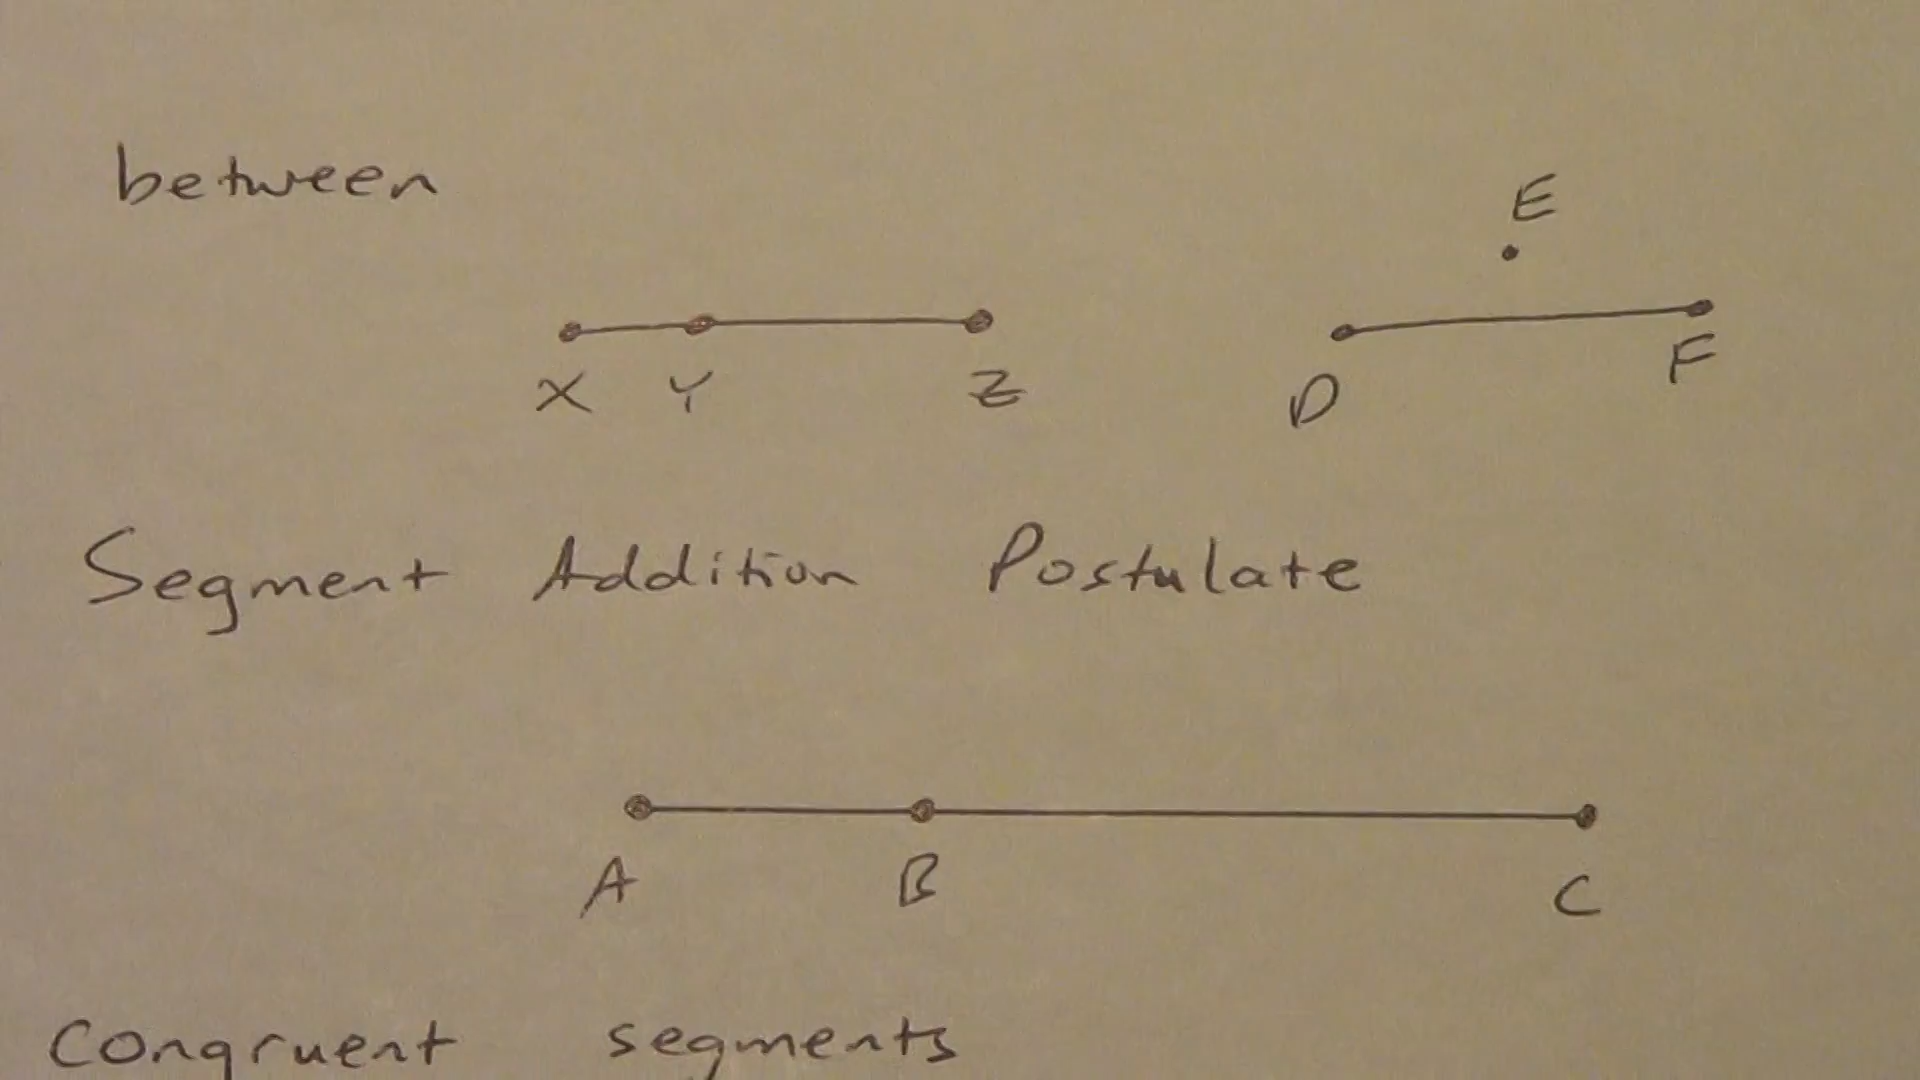 between
E
X Y Z
D F
Segment Addition Postulate
A B C
Congruent segments